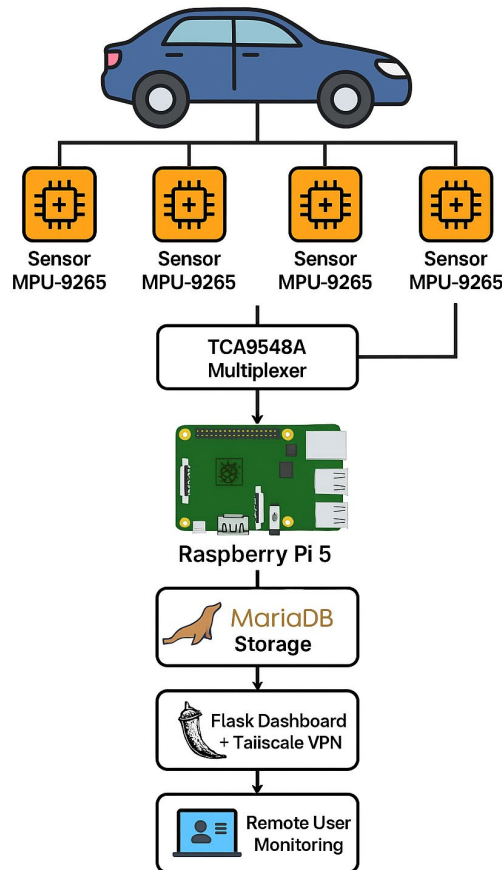 Sensor
MPU-9265
Sensor
MPU-9265
Sensor
MPU-9265
Sensor
MPU-9265
TCA9548A
Multiplexer
Raspberry Pi 5
MariaDB
Storage
Flask Dashboard
+ Taiiscale VPN
Remote User
Monitoring